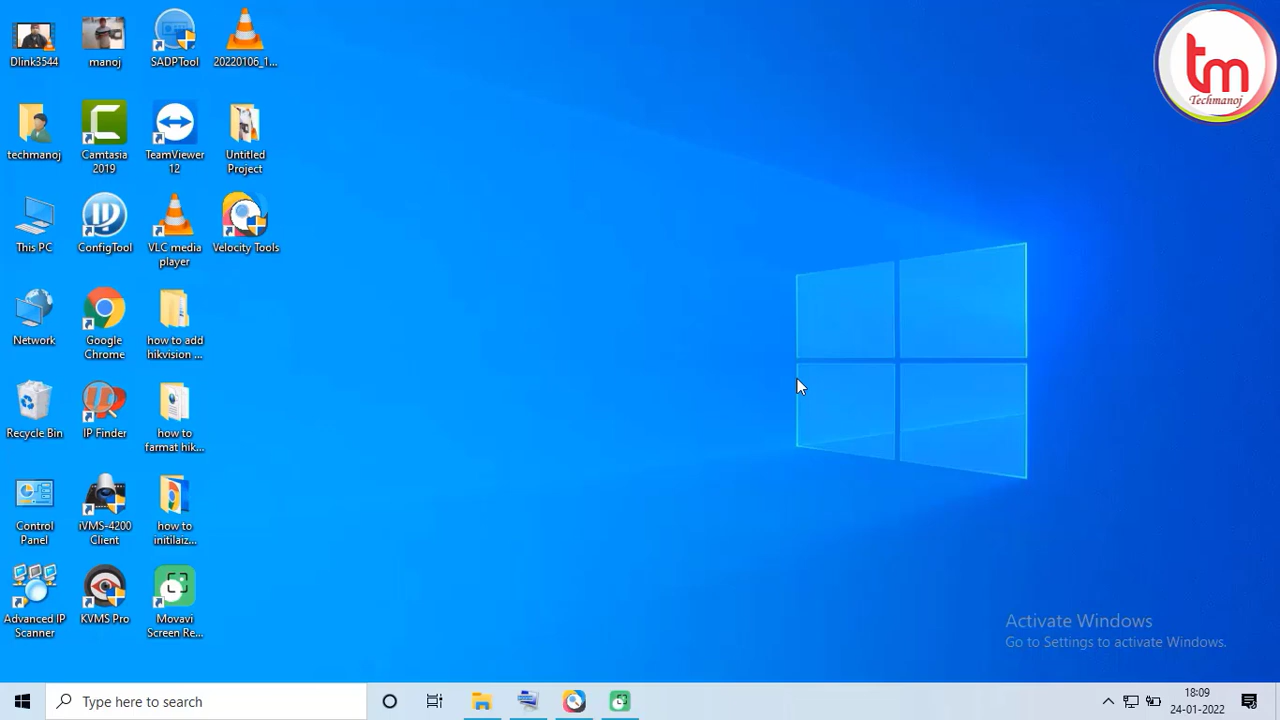 Dlink3544
manoj
SADPTool
20220106_1...
techmanoj
Camtasia
2019
TeamViewer
12
Untitled
Project
This PC
ConfigTool
VLC media
player
Velocity Tools
Network
Google
Chrome
how to add
hikvision ...
Recycle Bin
IP Finder
how to
farmat hik...
Control
Panel
iVMS-4200
Client
how to
initilaiz...
Advanced IP
Scanner
KVMS Pro
Movavi
Screen Re...
tm
Techmanoj
Activate Windows
Go to Settings to activate Windows.
Type here to search
18:09
24-01-2022